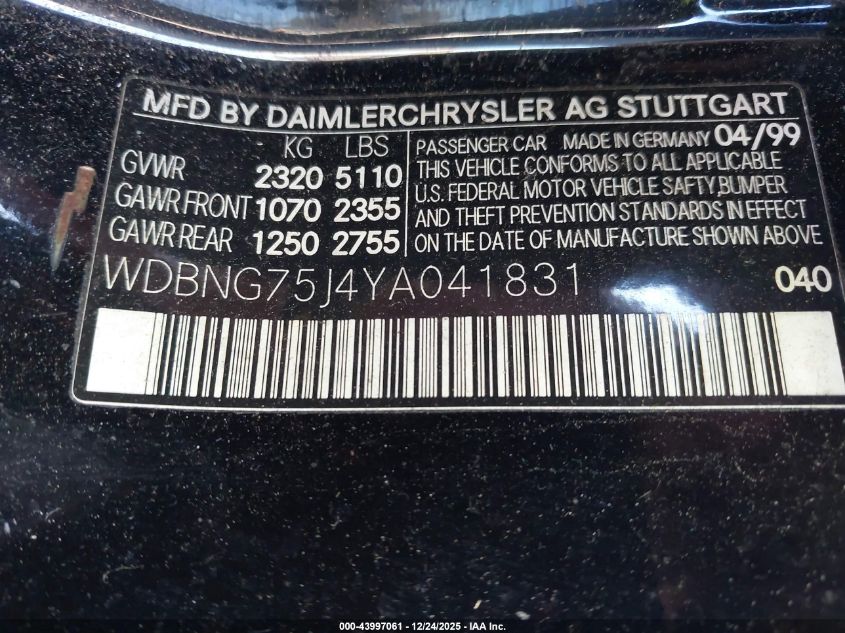 MFD BY DAIMLERCHRYSLER AG STUTTGART
KG LBS
GVWR 2320 5110
GAWR FRONT 1070 2355
GAWR REAR 1250 2755
PASSENGER CAR MADE IN GERMANY 04/99
THIS VEHICLE CONFORMS TO ALL APPLICABLE
U.S. FEDERAL MOTOR VEHICLE SAFTY,BUMPER
AND THEFT PREVENTION STANDARDS IN EFFECT
ON THE DATE OF MANUFACTURE SHOWN ABOVE
WDBNG75J4YA041831 040
000-43997061 - 12/24/2025 - IAA Inc.